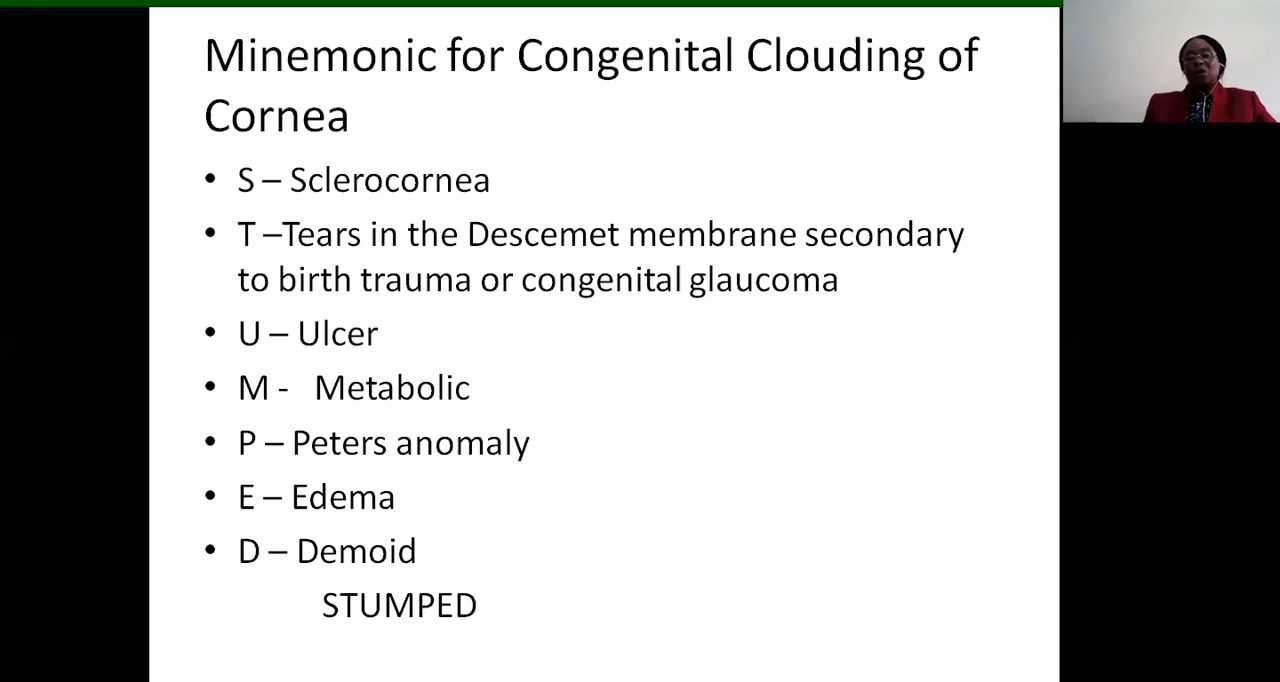 Minemonic for Congenital Clouding of
Cornea
• S – Sclerocornea
• T –Tears in the Descemet membrane secondary
to birth trauma or congenital glaucoma
• U – Ulcer
• M - Metabolic
• P – Peters anomaly
• E – Edema
• D – Demoid
STUMPED